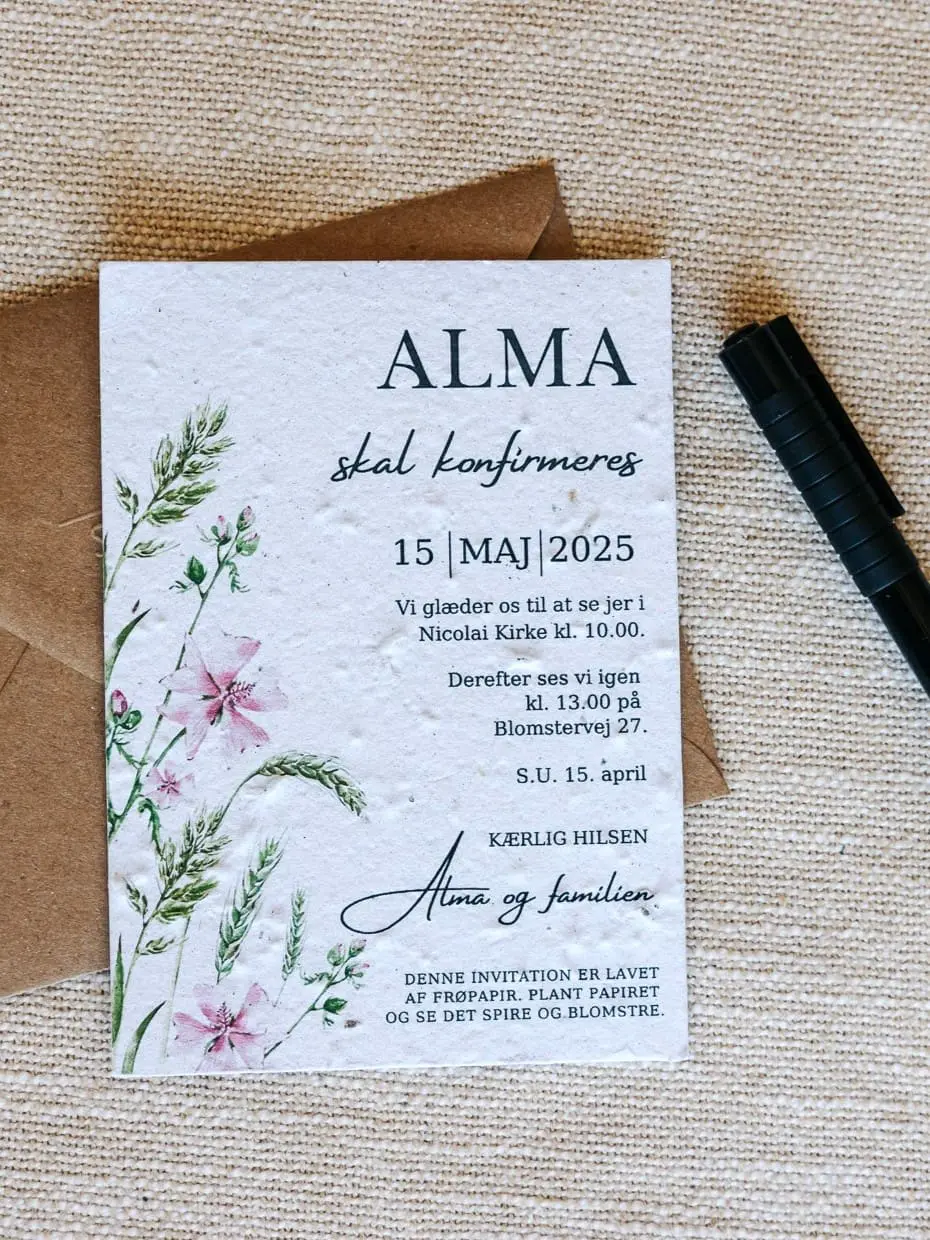 ALMA
skal konfirmeres
15 | MAJ | 2025
Vi glæder os til at se jer i
Nicolai Kirke kl. 10.00.
Derefter ses vi igen
kl. 13.00 på
Blomstervej 27.
S.U. 15. april
KÆRLIG HILSEN
Alma og familien
DENNE INVITATION ER LAVET
AF FRØPAPIR. PLANT PAPIRET
OG SE DET SPIRE OG BLOMSTRE.